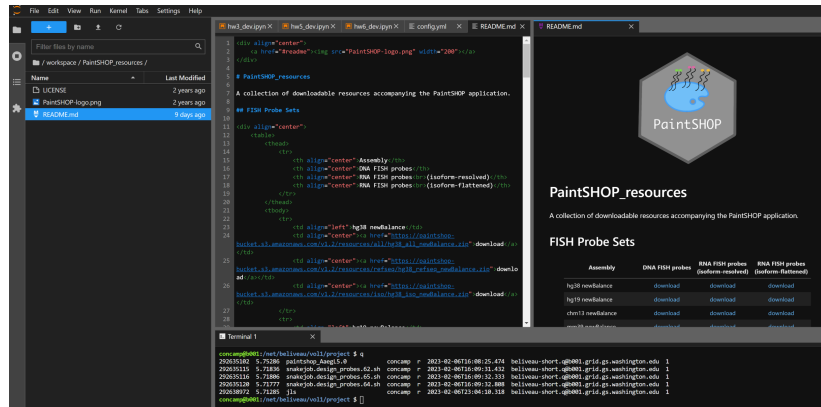 File Edit View Run Kernel Tabs Settings Help
+
Filter files by name
/ workspace / PaintSHOP_resources /
Name Last Modified
LICENSE 2 years ago
PaintSHOP-logo.png 2 years ago
README.md 9 days ago
hw3_dev.ipyn × hw5_dev.ipyn × hw6_dev.ipyn × config.yml × README.md ×
1 <div align="center">
2 <a href="#readme"><img src="PaintSHOP-logo.png" width="200"></a>
3 </div>
4
5 # PaintSHOP_resources
6
7 A collection of downloadable resources accompanying the PaintSHOP application.
8
9 ## FISH Probe Sets
10
11 <div align="center">
12 <table>
13 <thead>
14 <tr>
15 <th align="center">Assembly</th>
16 <th align="center">DNA FISH probes</th>
17 <th align="center">RNA FISH probes<br>(isoform-resolved)</th>
18 <th align="center">RNA FISH probes<br>(isoform-flattened)</th>
19 </tr>
20 </thead>
21 <tbody>
22 <tr>
23 <td align="left">hg38 newBalance</td>
24 <td align="center"><a href="https://paintshop-
bucket.s3.amazonaws.com/v1.2/resources/all/hg38_all_newBalance.zip">download</a>
</td>
25 <td align="center"><a href="https://paintshop-
bucket.s3.amazonaws.com/v1.2/resources/refseq/hg38_refseq_newBalance.zip">downlo
ad</a></td>
26 <td align="center"><a href="https://paintshop-
bucket.s3.amazonaws.com/v1.2/resources/iso/hg38_iso_newBalance.zip">download</a>
</td>
27 </tr>
28 <tr>
README.md ×
PaintSHOP
PaintSHOP_resources
A collection of downloadable resources accompanying the PaintSHOP application.
FISH Probe Sets
Assembly DNA FISH probes RNA FISH probes (isoform-resolved) RNA FISH probes (isoform-flattened)
hg38 newBalance download download download
hg19 newBalance download download download
chm13 newBalance download download download
Terminal 1 ×
concamp@b001:/net/beliveau/vol1/project $ q
292635102 5.75286 paintshop_Aaegi5.0 concamp r 2023-02-06T16:08:25.474 beliveau-short.q@b001.grid.gs.washington.edu 1
292635115 5.71836 snakejob.design_probes.62.sh concamp r 2023-02-06T16:09:31.432 beliveau-short.q@b001.grid.gs.washington.edu 1
292635116 5.71806 snakejob.design_probes.65.sh concamp r 2023-02-06T16:09:32.333 beliveau-short.q@b001.grid.gs.washington.edu 1
292635120 5.71777 snakejob.design_probes.64.sh concamp r 2023-02-06T16:09:32.808 beliveau-short.q@b001.grid.gs.washington.edu 1
292638972 5.71285 jls concamp r 2023-02-06T23:04:10.318 beliveau-short.q@b001.grid.gs.washington.edu 1
concamp@b001:/net/beliveau/vol1/project $